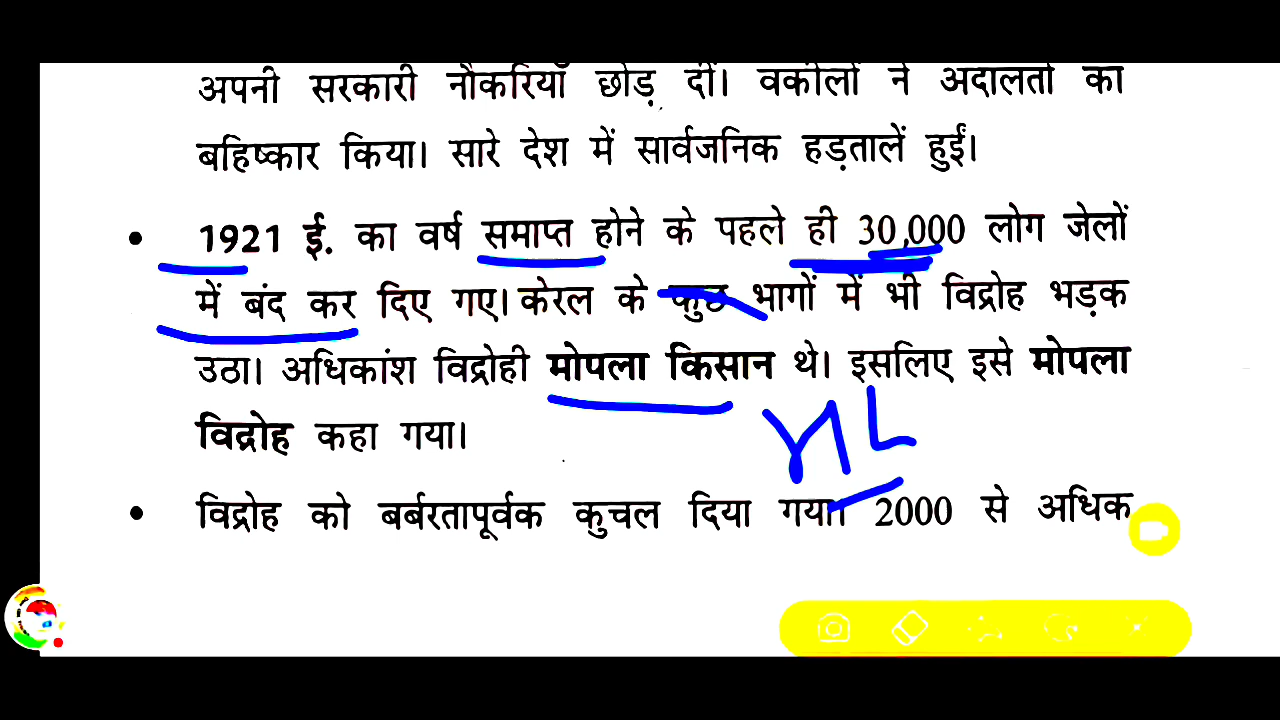 अपनी सरकारी नौकरियाँ छोड़ दीं। वकीलों ने अदालतों का
बहिष्कार किया। सारे देश में सार्वजनिक हड़तालें हुईं।
• 1921 ई. का वर्ष समाप्त होने के पहले ही 30,000 लोग जेलों
में बंद कर दिए गए। केरल के कुछ भागों में भी विद्रोह भड़क
उठा। अधिकांश विद्रोही मोपला किसान थे। इसलिए इसे मोपला
विद्रोह कहा गया।
• विद्रोह को बर्बरतापूर्वक कुचल दिया गया। 2000 से अधिक